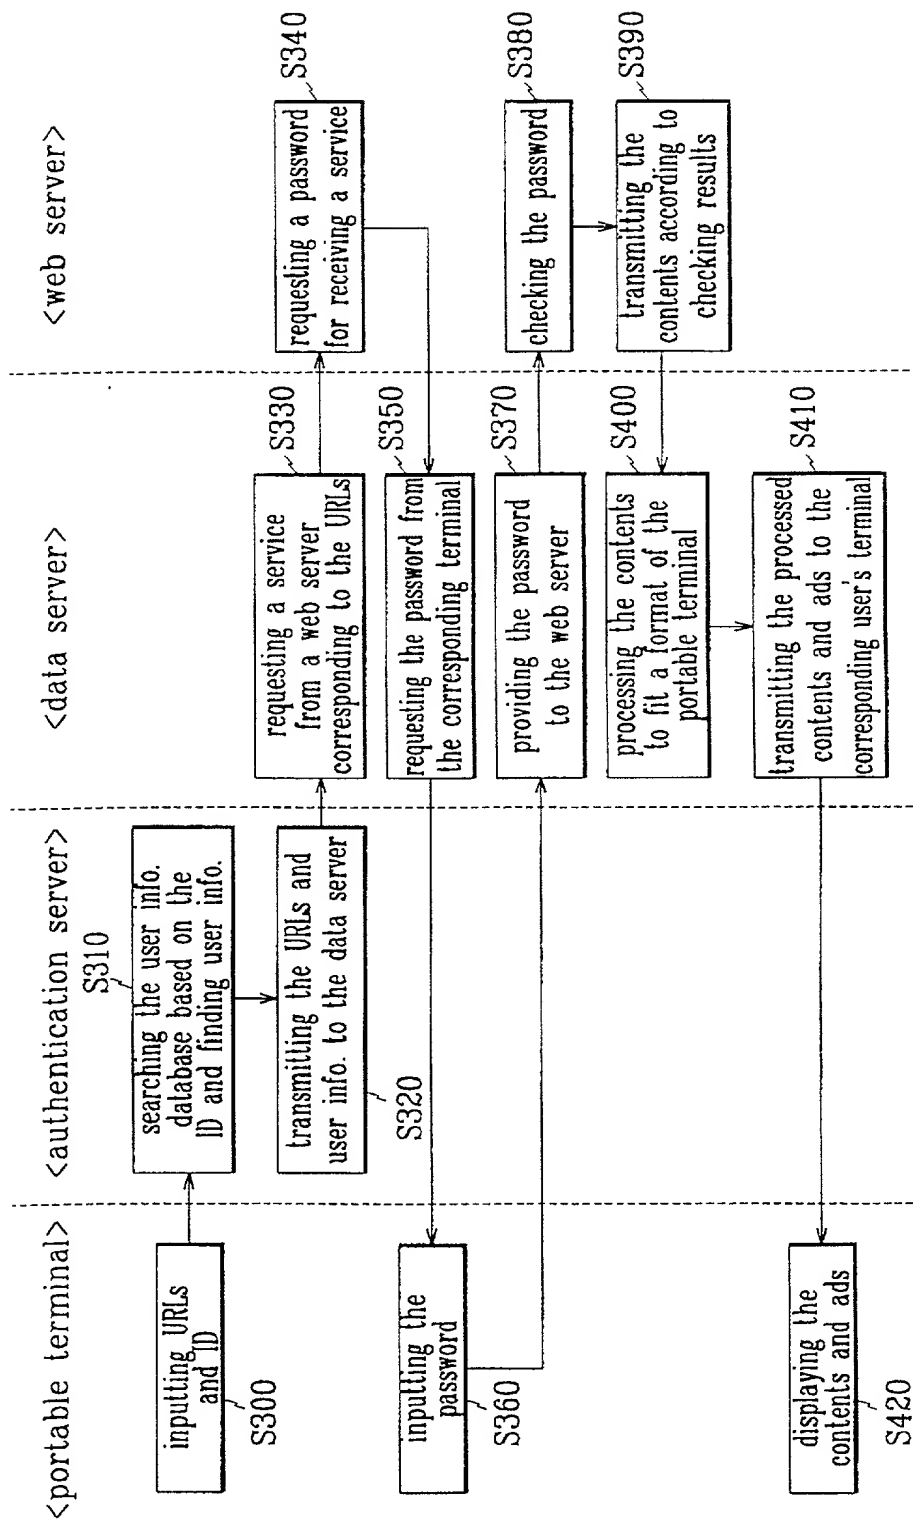 <portable terminal>
<authentication server>
<data server>
<web server>
inputting URLs
and ID
S300
S310
searching the user info.
database based on the
ID and finding user info.
transmitting the URLs and
user info. to the data server
S320
requesting a service
from a web server
corresponding to the URLs
S330
requesting a password
for receiving a service
S340
requesting the password from
the corresponding terminal
S350
inputting the
password
S360
providing the password
to the web server
S370
checking the password
S380
transmitting the
contents according to
checking results
S390
processing the contents
to fit a format of the
portable terminal
S400
transmitting the processed
contents and ads to the
corresponding user's terminal
S410
displaying the
contents and ads
S420